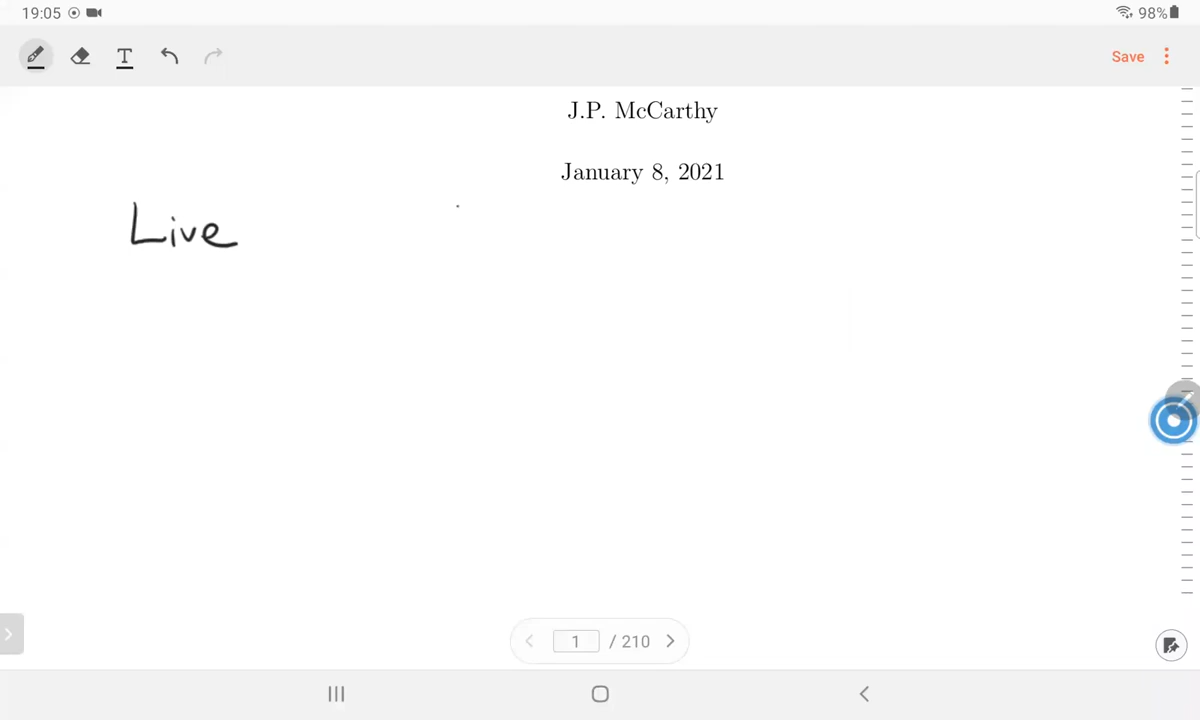 19:05 98%
T Save
J.P. McCarthy
January 8, 2021
Live
1 / 210